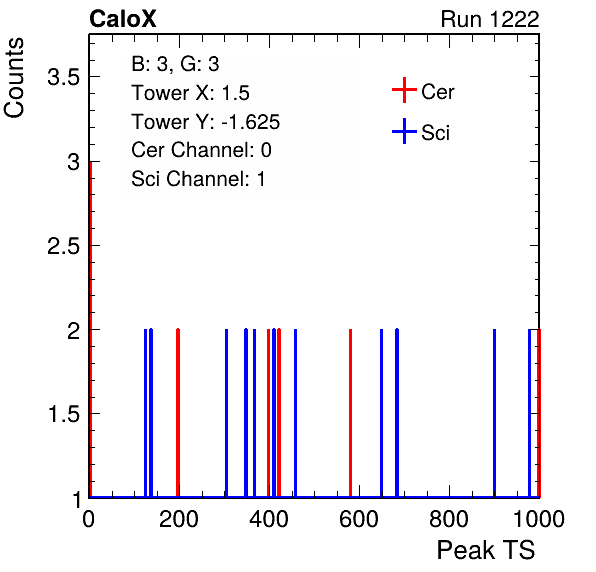 CaloX
Run 1222
Counts
B: 3, G: 3
Tower X: 1.5
Tower Y: -1.625
Cer Channel: 0
Sci Channel: 1
Cer
Sci
3.5
3
2.5
2
1.5
1
0 200 400 600 800 1000
Peak TS